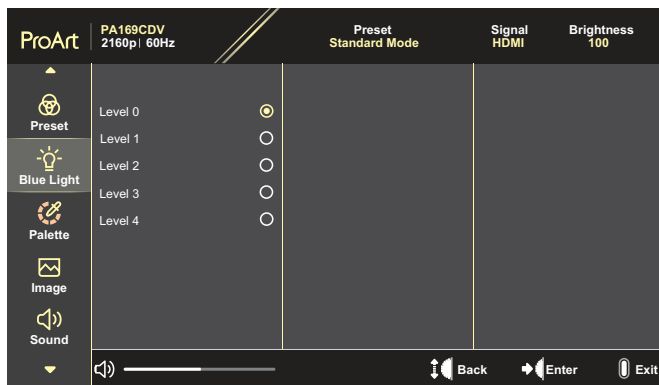 ProArt
PA169CDV
2160p| 60Hz
Preset
Standard Mode
Signal
HDMI
Brightness
100
Preset
Blue Light
Palette
Image
Sound
Level 0
Level 1
Level 2
Level 3
Level 4
Back
Enter
Exit